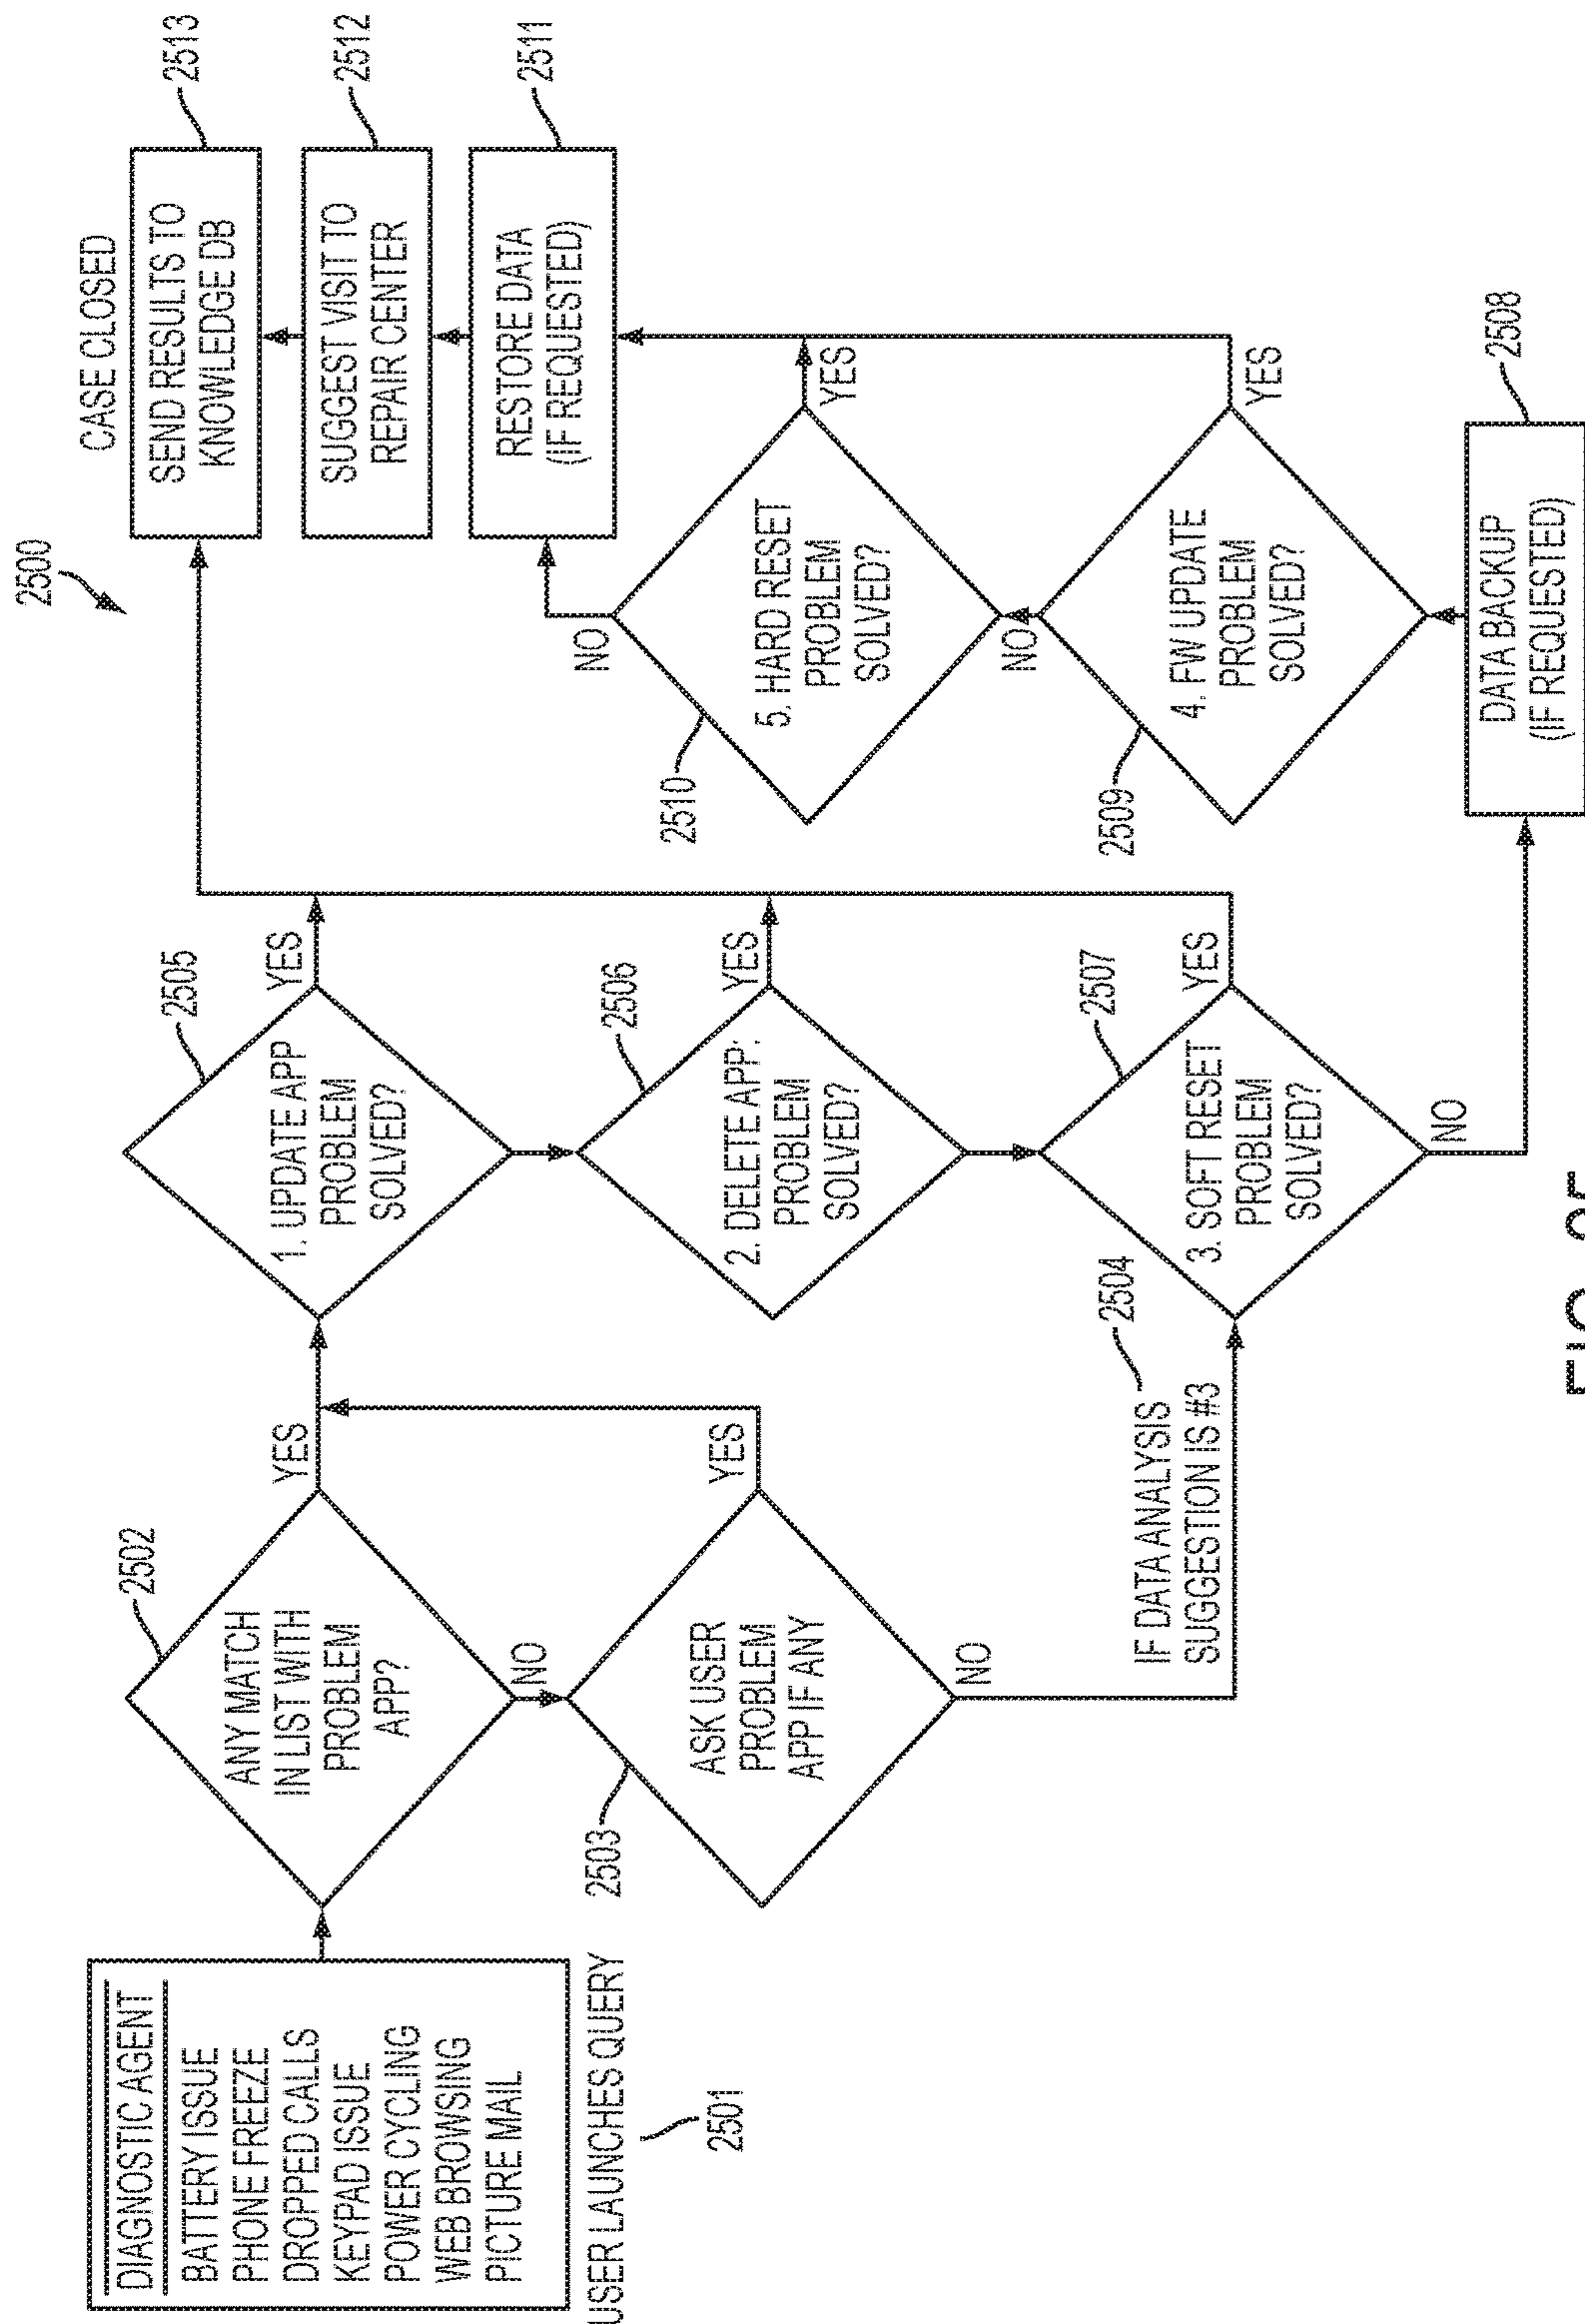 2500
DIAGNOSTIC AGENT
BATTERY ISSUE
PHONE FREEZE
DROPPED CALLS
KEYPAD ISSUE
POWER CYCLING
WEB BROWSING
PICTURE MAIL
USER LAUNCHES QUERY
2501
2502
ANY MATCH
IN LIST WITH
PROBLEM
APP?
YES
NO
2503
ASK USER
PROBLEM
APP IF ANY
YES
NO
IF DATA ANALYSIS
SUGGESTION IS #3
2504
2505
1. UPDATE APP
PROBLEM
SOLVED?
YES
2506
2. DELETE APP:
PROBLEM
SOLVED?
YES
2507
3. SOFT RESET
PROBLEM
SOLVED?
YES
NO
CASE CLOSED
SEND RESULTS TO
KNOWLEDGE DB
2513
SUGGEST VISIT TO
REPAIR CENTER
2512
RESTORE DATA
(IF REQUESTED)
2511
NO
2510
5. HARD RESET
PROBLEM
SOLVED?
YES
NO
2509
4. FW UPDATE
PROBLEM
SOLVED?
YES
2508
DATA BACKUP
(IF REQUESTED)